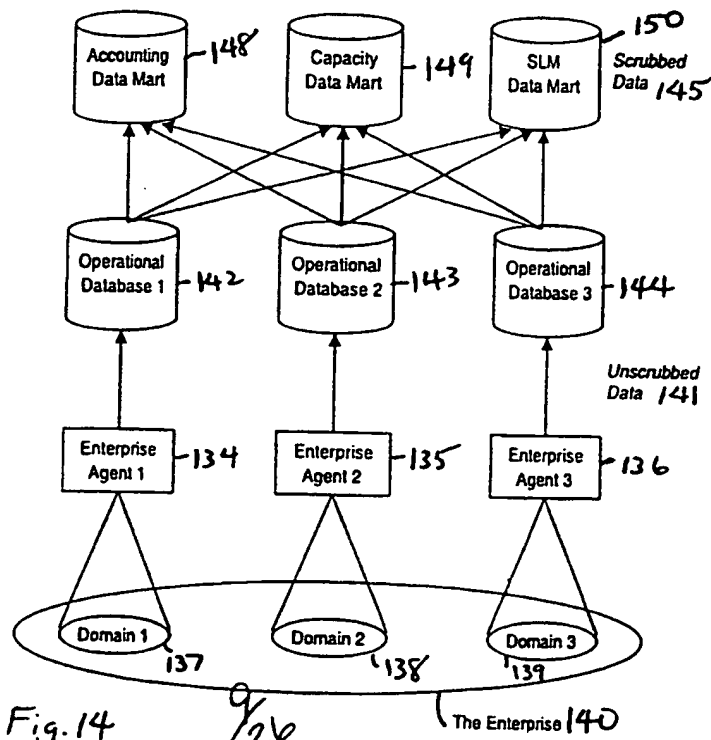 Accounting
Data Mart
148
Capacity
Data Mart
149
SLM
Data Mart
150
Scrubbed
Data 145
Operational
Database 1
142
Operational
Database 2
143
Operational
Database 3
144
Unscrubbed
Data 141
Enterprise
Agent 1
134
Enterprise
Agent 2
135
Enterprise
Agent 3
136
Domain 1
137
Domain 2
138
Domain 3
139
Fig. 14
9/26
The Enterprise 140